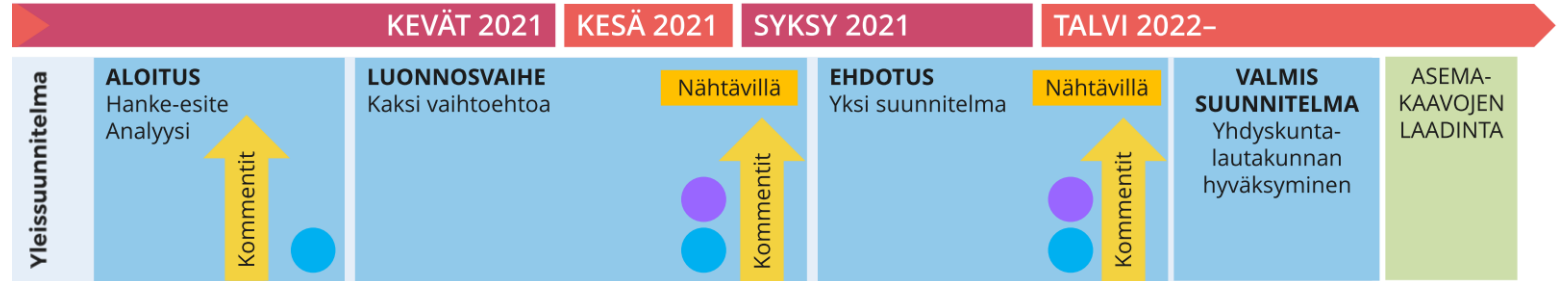 KEVÄT 2021
KESÄ 2021
SYKSY 2021
TALVI 2022–
Yleissuunnitelma
ALOITUS
Hanke-esite
Analyysi
Kommentit
LUONNOSVAIHE
Kaksi vaihtoehtoa
Nähtävillä
Kommentit
EHDOTUS
Yksi suunnitelma
Nähtävillä
Kommentit
VALMIS
SUUNNITELMA
Yhdyskunta-
lautakunnan
hyväksyminen
ASEMA-
KAAVOJEN
LAADINTA